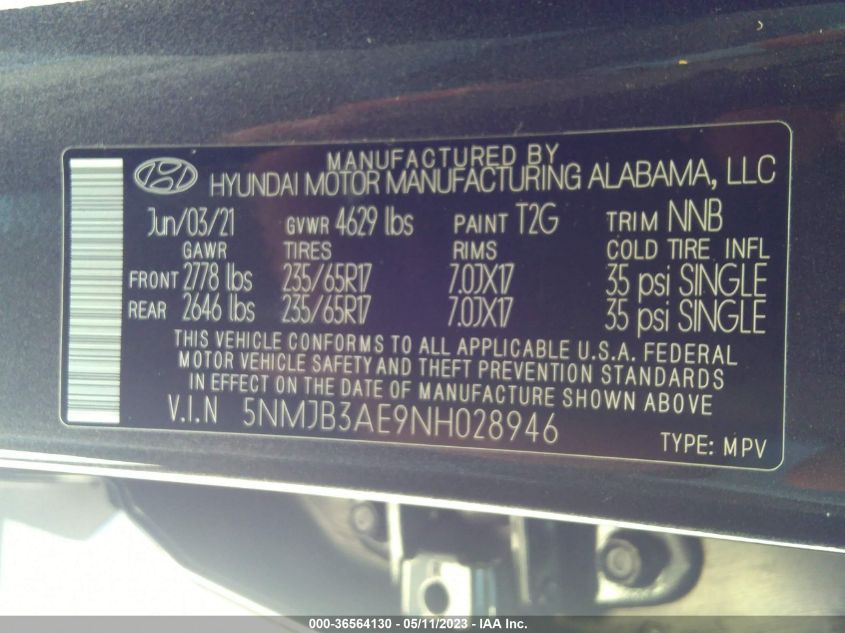 MANUFACTURED BY
HYUNDAI MOTOR MANUFACTURING ALABAMA, LLC
Jun/03/21 GVWR 4629 lbs PAINT T2G TRIM NNB
GAWR TIRES RIMS COLD TIRE INFL
FRONT 2778 lbs 235/65R17 7.0JX17 35 psi SINGLE
REAR 2646 lbs 235/65R17 7.0JX17 35 psi SINGLE
THIS VEHICLE CONFORMS TO ALL APPLICABLE U.S.A. FEDERAL
MOTOR VEHICLE SAFETY AND THEFT PREVENTION STANDARDS
IN EFFECT ON THE DATE OF MANUFACTURE SHOWN ABOVE
V.I.N 5NMJB3AE9NH028946
TYPE: MPV
000-36564130 - 05/11/2023 - IAA Inc.